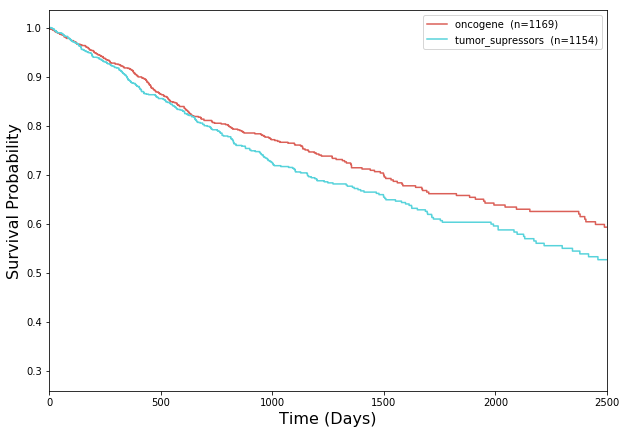 oncogene (n=1169)
tumor_supressors (n=1154)
1.0
0.9
0.8
0.7
0.6
0.5
0.4
0.3
Survival Probability
0 500 1000 1500 2000 2500
Time (Days)